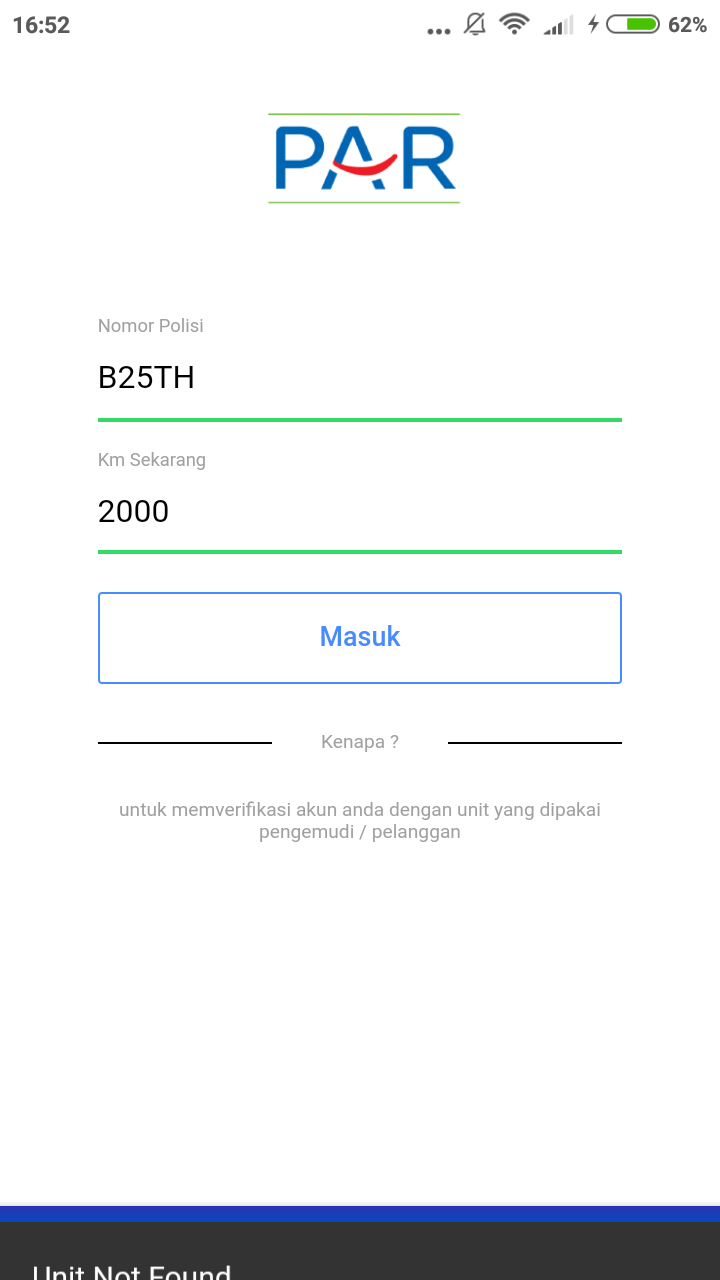 16:52
62%
PAR
Nomor Polisi
B25TH
Km Sekarang
2000
Masuk
Kenapa ?
untuk memverifikasi akun anda dengan unit yang dipakai
pengemudi / pelanggan
Unit Not Found